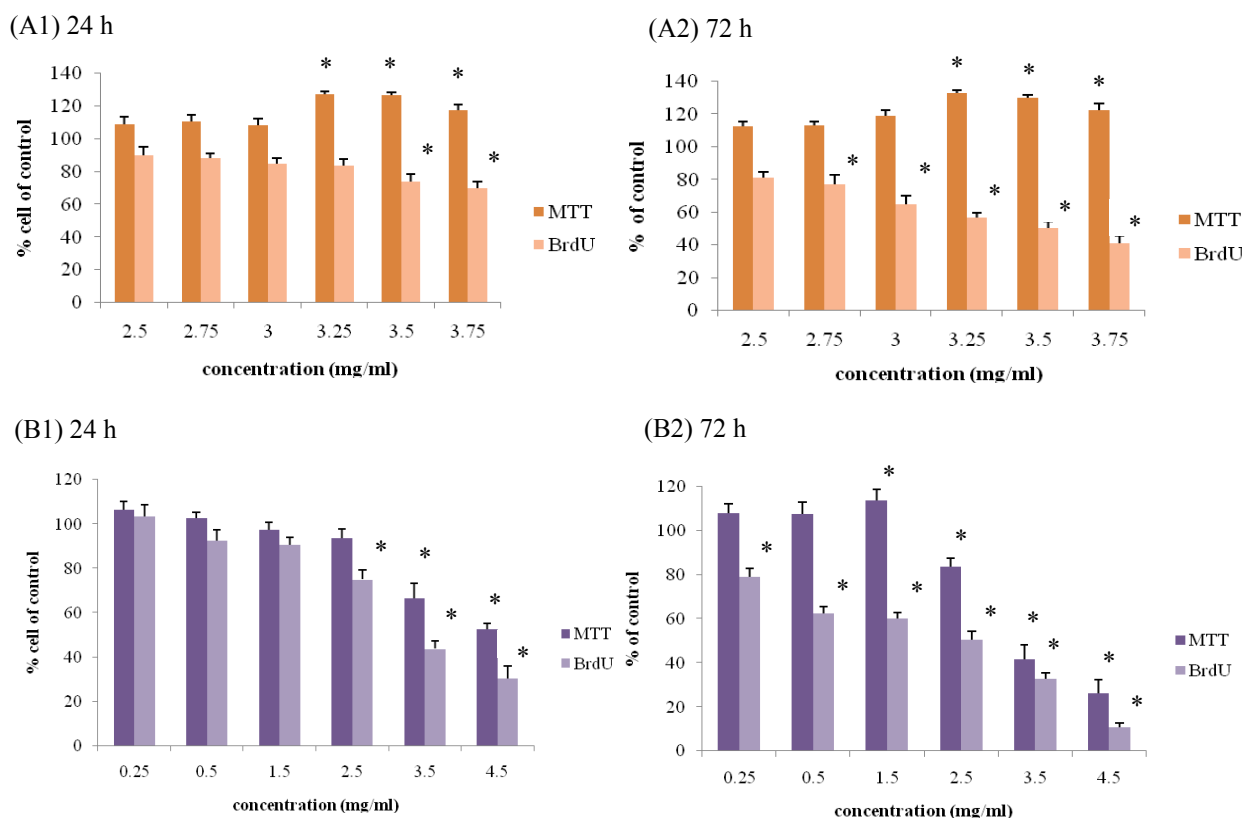 (A1) 24 h
140
120
100
80
60
40
20
0
% cell of control
* * *
* *
MTT
BrdU
2.5 2.75 3 3.25 3.5 3.75
concentration (mg/ml)
(A2) 72 h
140
120
100
80
60
40
20
0
% of control
* * *
* * * * *
MTT
BrdU
2.5 2.75 3 3.25 3.5 3.75
concentration (mg/ml)
(B1) 24 h
120
100
80
60
40
20
0
% cell of control
* * *
* * *
MTT
BrdU
0.25 0.5 1.5 2.5 3.5 4.5
concentration (mg/ml)
(B2) 72 h
120
100
80
60
40
20
0
% of control
* * * *
* * * * * *
MTT
BrdU
0.25 0.5 1.5 2.5 3.5 4.5
concentration (mg/ml)